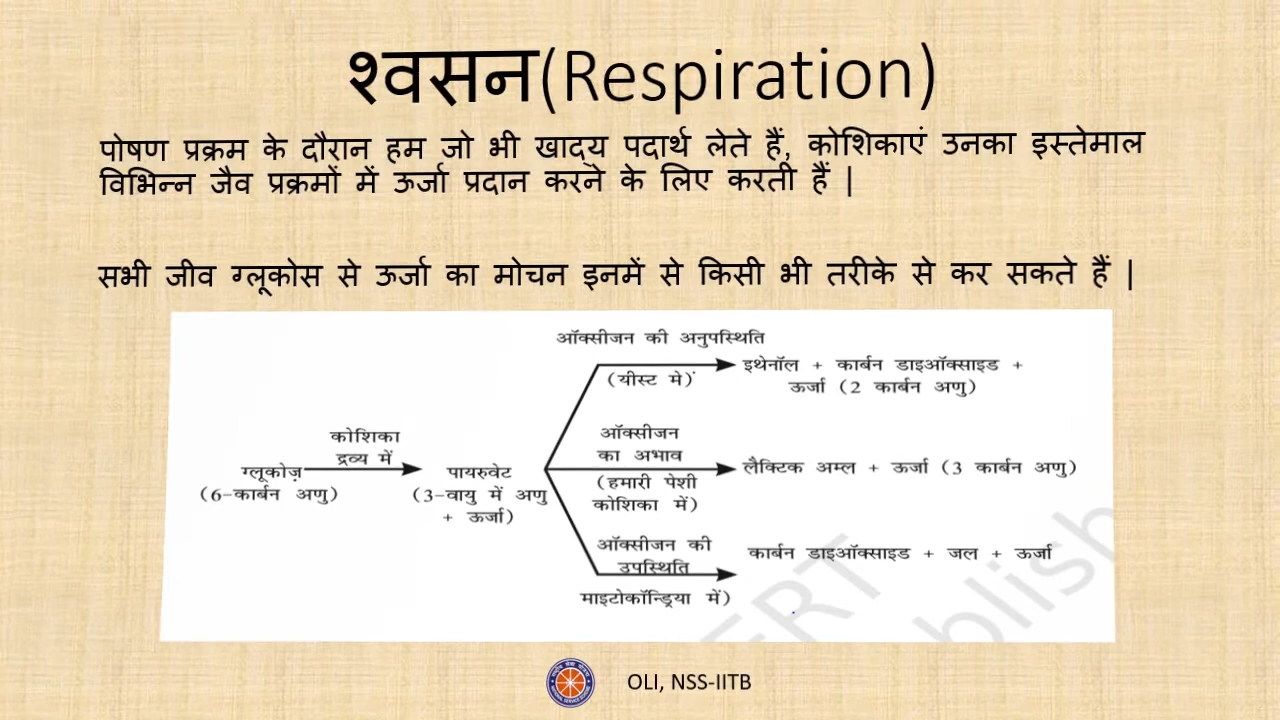 श्वसन(Respiration)
पोषण प्रक्रम के दौरान हम जो भी खाद्य पदार्थ लेते हैं, कोशिकाएं उनका इस्तेमाल
विभिन्न जैव प्रक्रमों में ऊर्जा प्रदान करने के लिए करती हैं |
सभी जीव ग्लूकोस से ऊर्जा का मोचन इनमें से किसी भी तरीके से कर सकते हैं |
ऑक्सीजन की अनुपस्थिति
(यीस्ट मे)
इथेनॉल + कार्बन डाइऑक्साइड +
ऊर्जा (2 कार्बन अणु)
कोशिका
द्रव्य में
ग्लूकोज़
(6-कार्बन अणु)
पायरुवेट
(3-वायु में अणु
+ ऊर्जा)
ऑक्सीजन
का अभाव
(हमारी पेशी
कोशिका में)
लैक्टिक अम्ल + ऊर्जा (3 कार्बन अणु)
ऑक्सीजन की
उपस्थिति
माइटोकॉन्ड्रिया में)
कार्बन डाइऑक्साइड + जल + ऊर्जा
OLI, NSS-IITB